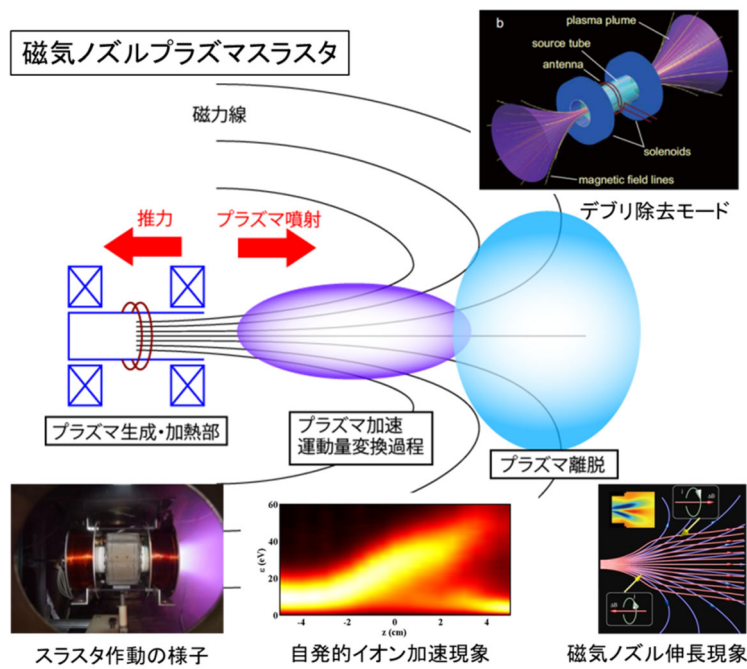 磁気ノズルプラズマスラスタ
b
plasma plume
source tube
antenna
solenoids
magnetic field lines
デブリ除去モード
磁力線
推力
プラズマ噴射
プラズマ生成・加熱部
プラズマ加速
運動量変換過程
プラズマ離脱
スラスタ作動の様子
ε (eV)
60
40
20
0
-4
-2
0
2
4
z (cm)
自発的イオン加速現象
ΔB
ΔB
磁気ノズル伸長現象